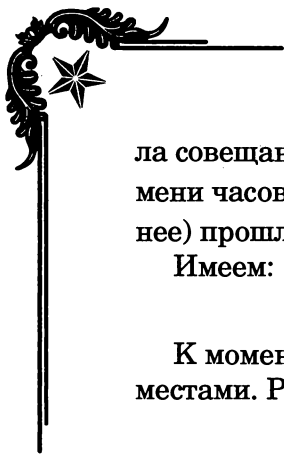 ла совещан
мени часов
нее) прошл
Имеем:
К момен
местами. Р